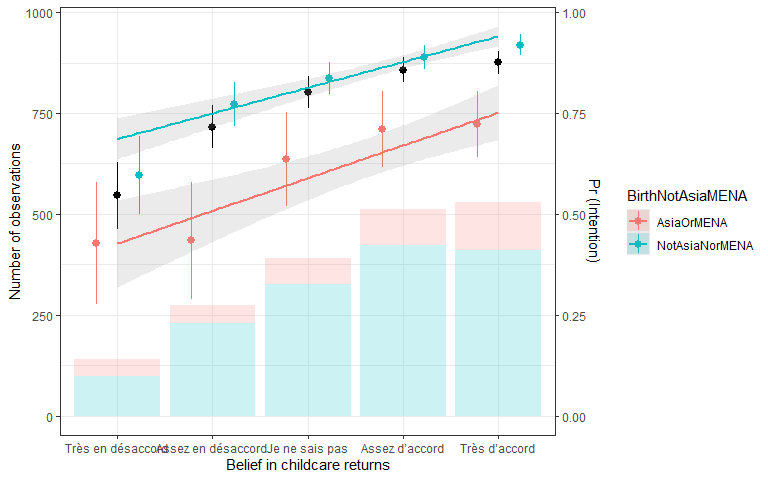 1000
750
500
250
0
Number of observations
1.00
0.75
0.50
0.25
0.00
Pr (Intention)
Très en désaccord
Assez en désaccord
Je ne sais pas
Assez d'accord
Très d'accord
Belief in childcare returns
BirthNotAsiaMENA
AsiaOrMENA
NotAsiaNorMENA